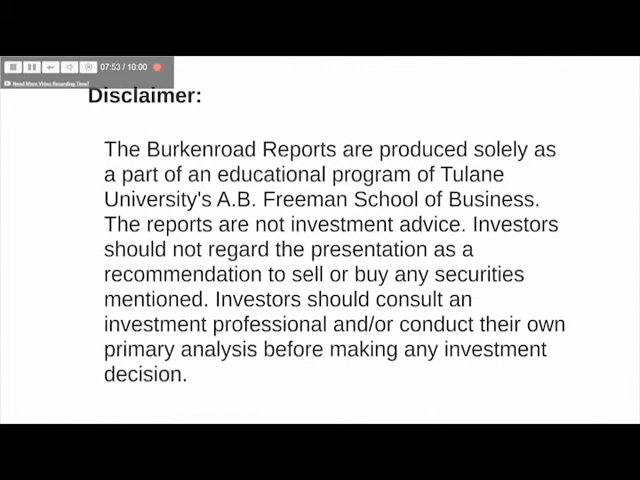 07:53 / 10:00
Need More Video Recording Time?
Disclaimer:
The Burkenroad Reports are produced solely as
a part of an educational program of Tulane
University's A.B. Freeman School of Business.
The reports are not investment advice. Investors
should not regard the presentation as a
recommendation to sell or buy any securities
mentioned. Investors should consult an
investment professional and/or conduct their own
primary analysis before making any investment
decision.